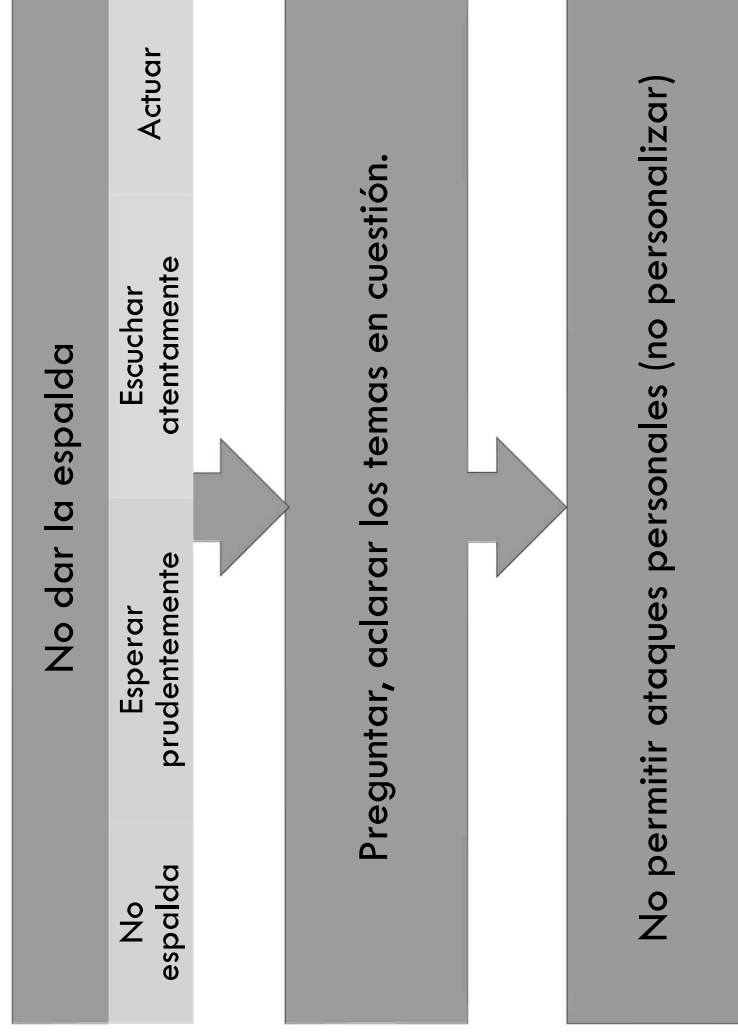 No dar la espalda
No
espalda
Esperar
prudentemente
Escuchar
atentamente
Actuar
Preguntar, aclarar los temas en cuestión.
No permitir ataques personales (no personalizar)